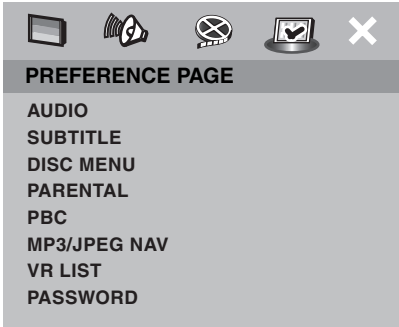 PREFERENCE PAGE
AUDIO
SUBTITLE
DISC MENU
PARENTAL
PBC
MP3/JPEG NAV
VR LIST
PASSWORD